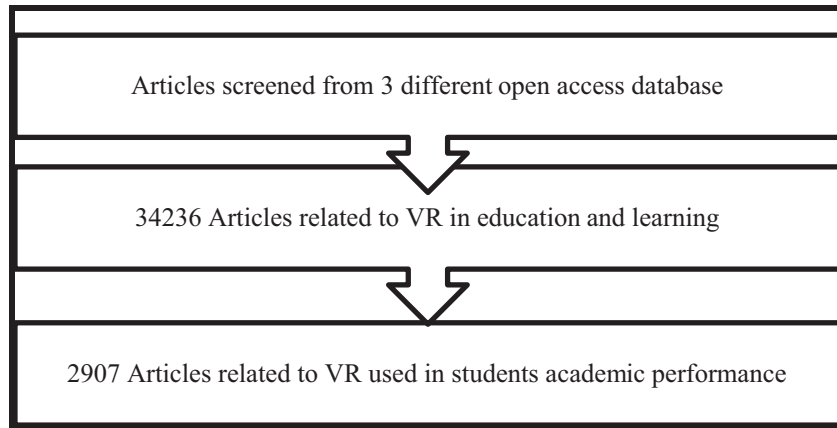 Articles screened from 3 different open access database
34236 Articles related to VR in education and learning
2907 Articles related to VR used in students academic performance